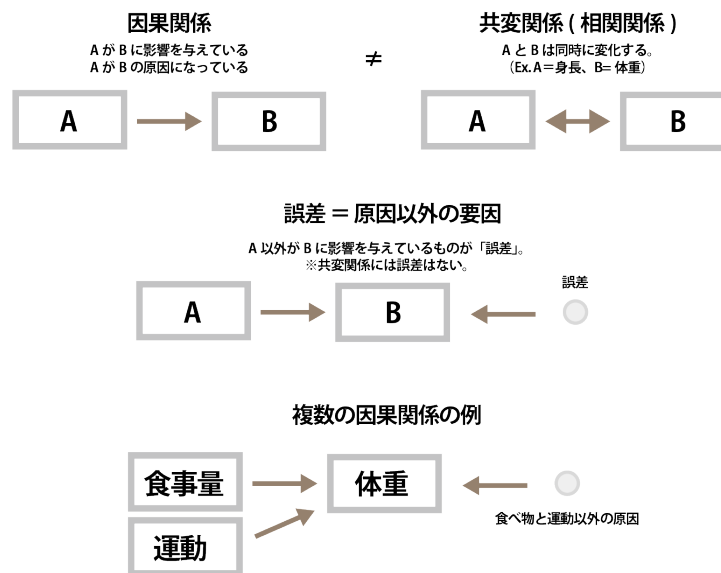 因果関係
A が B に影響を与えている
A が B の原因になっている
A
B
≠
共変関係 ( 相関関係 )
A と B は同時に変化する。
（Ex. A＝身長、B= 体重）
A
B
誤差 = 原因以外の要因
A 以外が B に影響を与えているものが「誤差」。
※共変関係には誤差はない。
A
B
誤差
複数の因果関係の例
食事量
体重
運動
食べ物と運動以外の原因